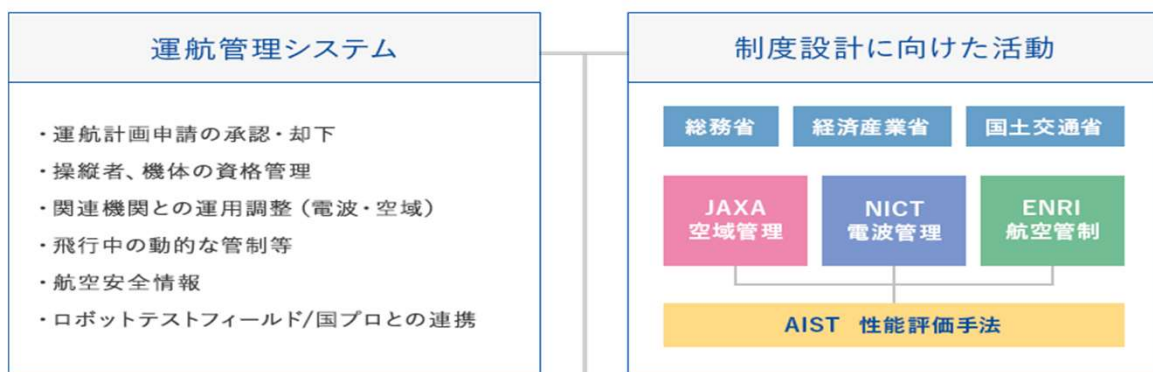 運航管理システム
・運航計画申請の承認・却下
・操縦者、機体の資格管理
・関連機関との運用調整（電波・空域）
・飛行中の動的な管制等
・航空安全情報
・ロボットテストフィールド/国プロとの連携
制度設計に向けた活動
総務省
経済産業省
国土交通省
JAXA
空域管理
NICT
電波管理
ENRI
航空管制
AIST 性能評価手法